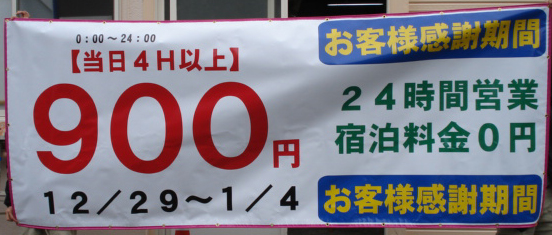 0:00～24:00
【当日4H以上】
900円
12／29～1／4
お客様感謝期間
24時間営業
宿泊料金0円
お客様感謝期間